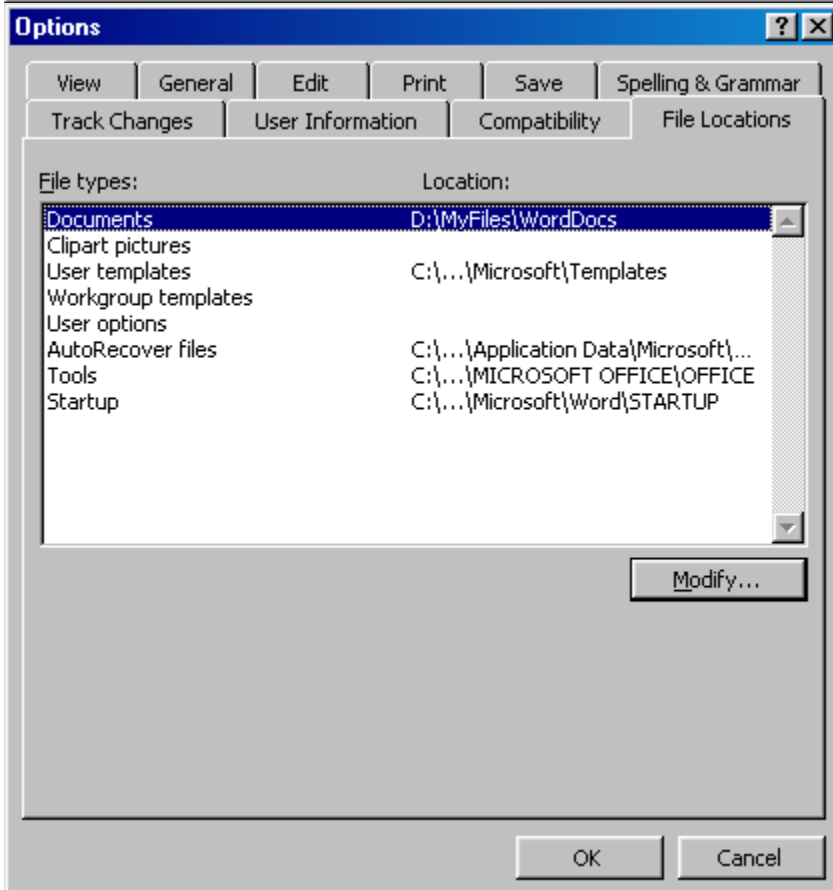 Options
View General Edit Print Save Spelling & Grammar
Track Changes User Information Compatibility File Locations
File types: Location:
Documents D:\MyFiles\WordDocs
Clipart pictures
User templates C:\...\Microsoft\Templates
Workgroup templates
User options
AutoRecover files C:\...\Application Data\Microsoft\...
Tools C:\...\MICROSOFT OFFICE\OFFICE
Startup C:\...\Microsoft\Word\STARTUP
Modify...
OK Cancel